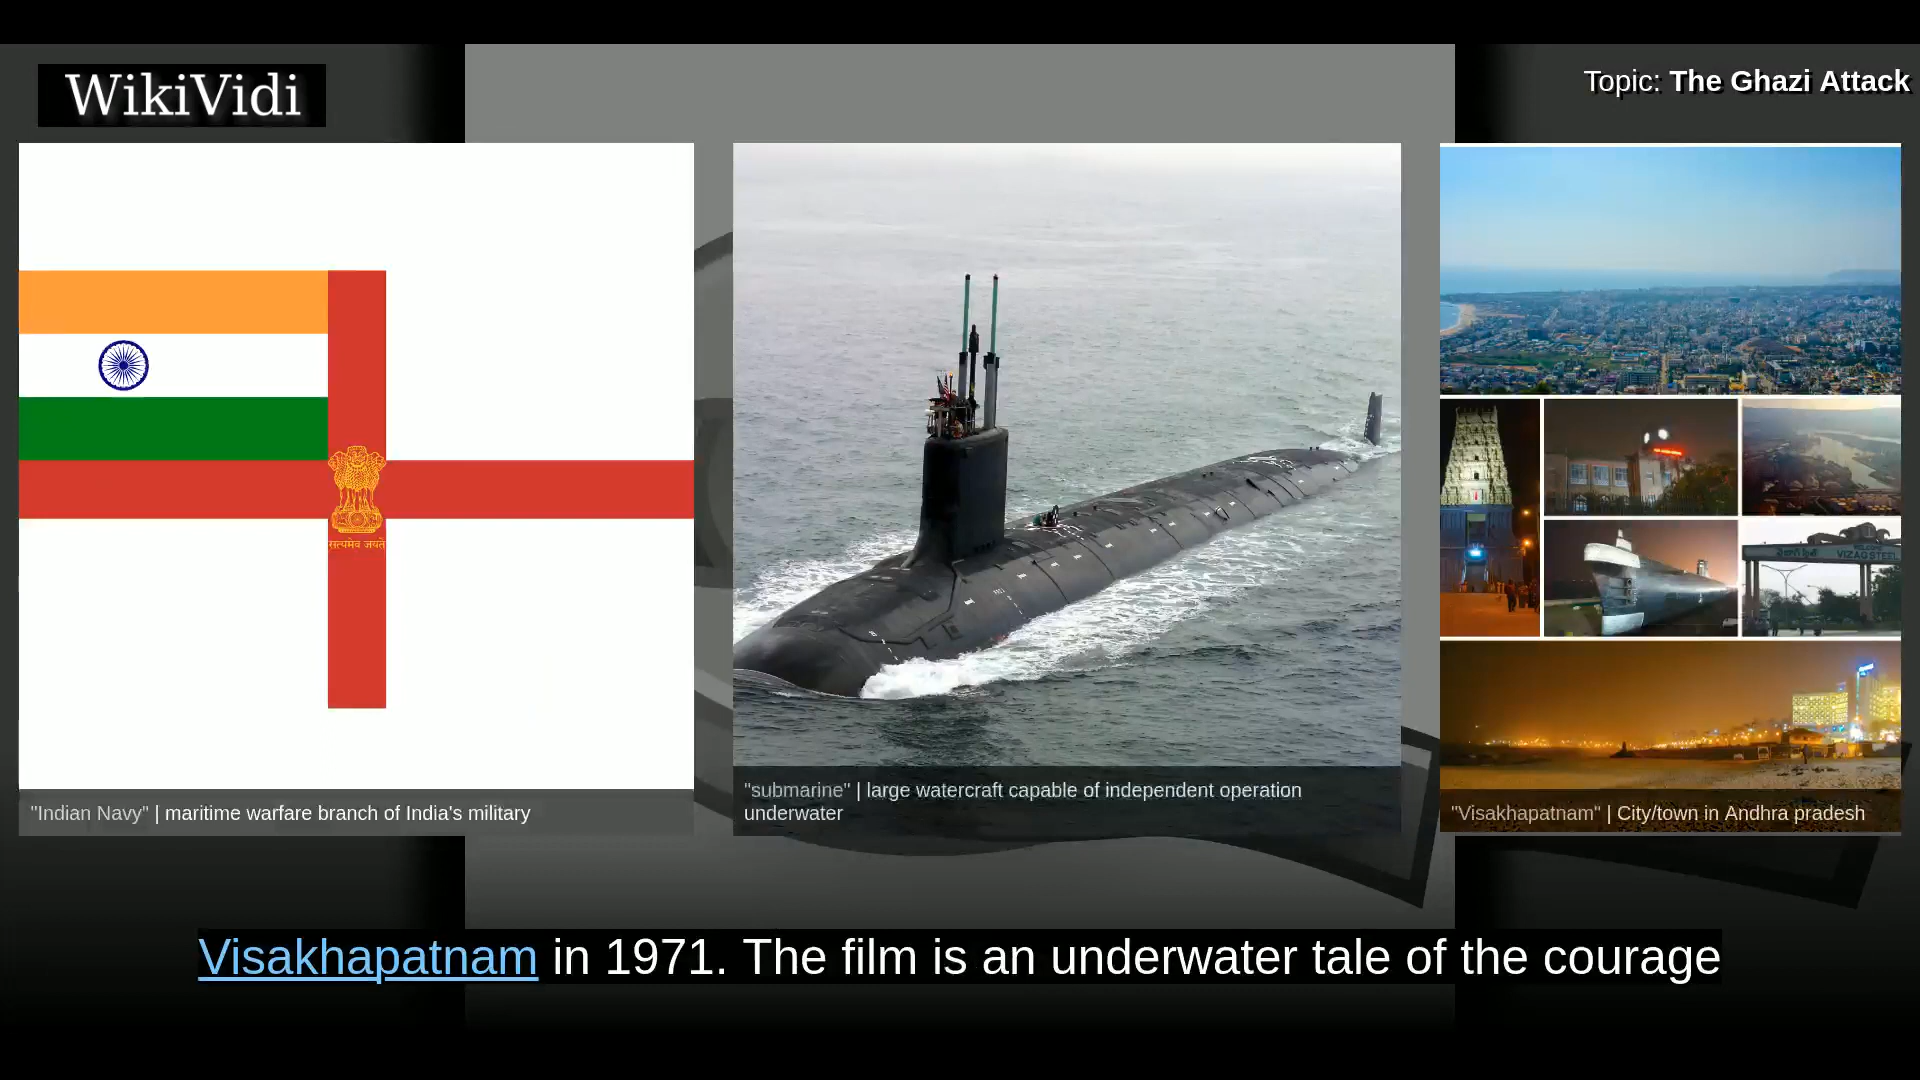 WikiVidi
Topic: The Ghazi Attack
सत्यमेव जयते
VIZAG STEEL
"Indian Navy" | maritime warfare branch of India's military
"submarine" | large watercraft capable of independent operation
underwater
"Visakhapatnam" | City/town in Andhra pradesh
Visakhapatnam in 1971. The film is an underwater tale of the courage